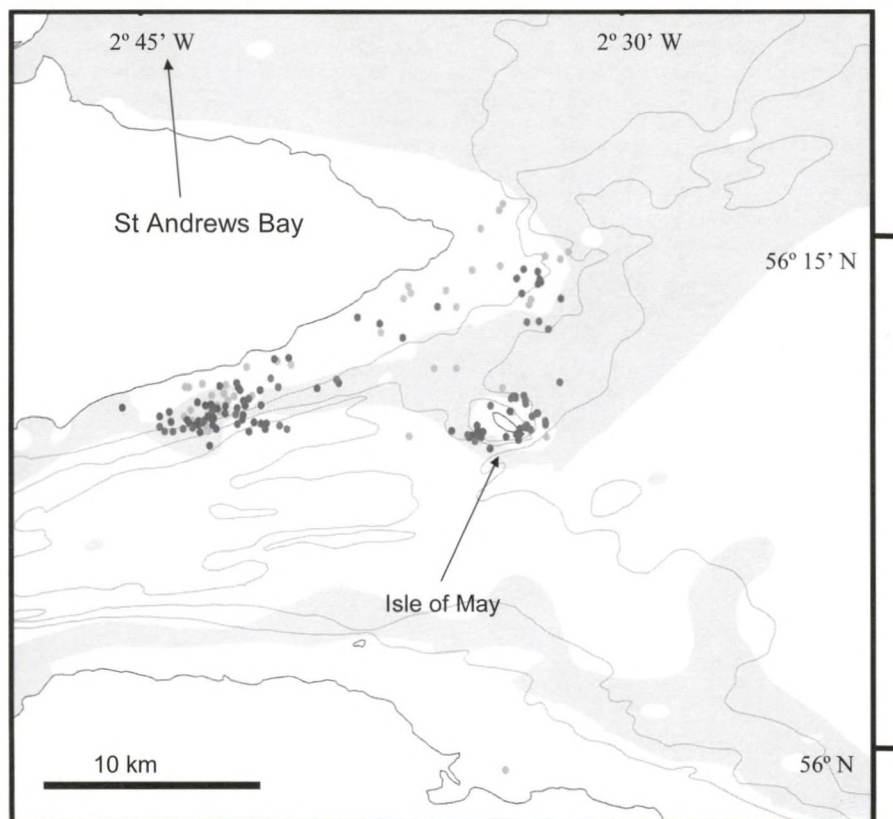 2º 45’ W
2º 30’ W
St Andrews Bay
56º 15’ N
Isle of May
10 km
56º N